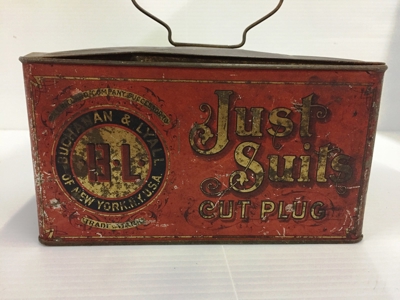 BUCHANAN & LYALL
B.L
OF NEW YORK, N.Y. U.S.A.
TRADE MARK
Just
Suits
CUT PLUG